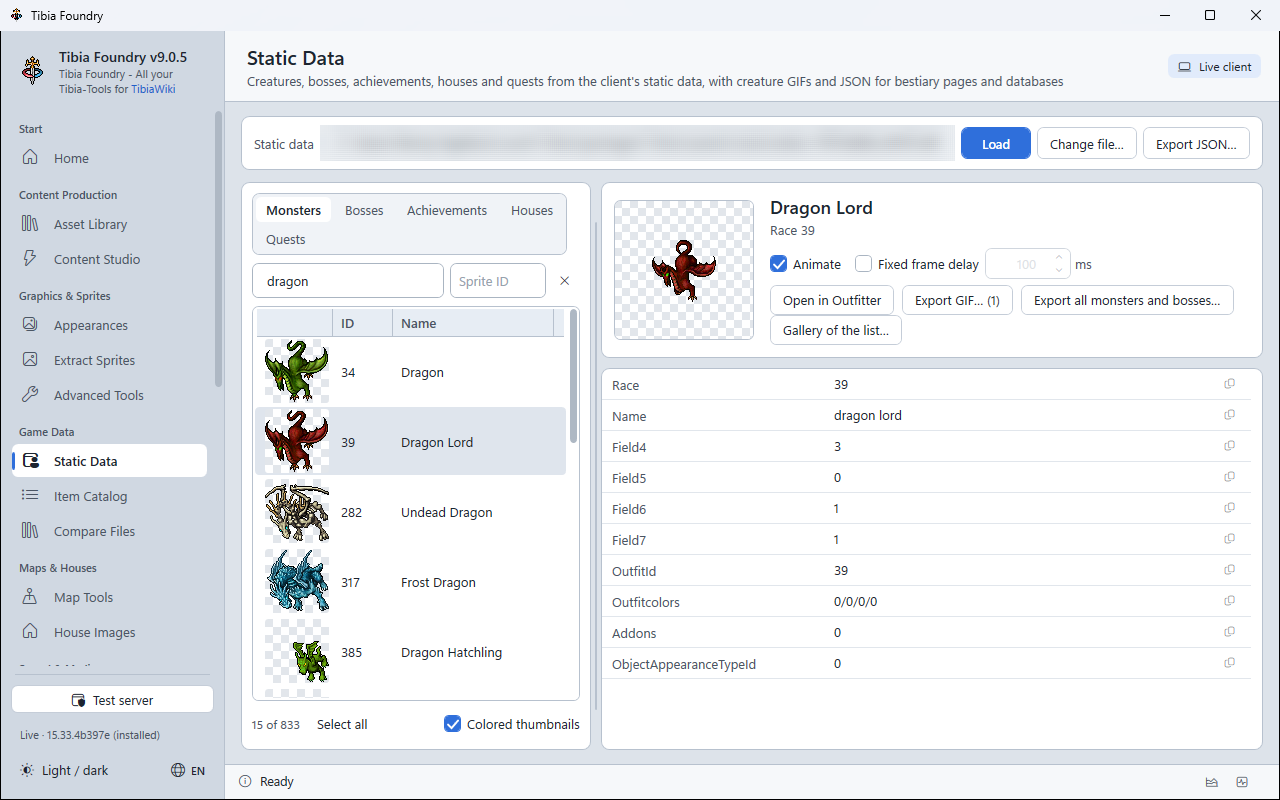 Tibia Foundry
Tibia Foundry v9.0.5
Tibia Foundry - All your
Tibia-Tools for TibiaWiki
Start
Home
Content Production
Asset Library
Content Studio
Graphics & Sprites
Appearances
Extract Sprites
Advanced Tools
Game Data
Static Data
Item Catalog
Compare Files
Maps & Houses
Map Tools
House Images
Test server
Live · 15.33.4b397e (installed)
Light / dark
EN
Static Data
Creatures, bosses, achievements, houses and quests from the client's static data, with creature GIFs and JSON for bestiary pages and databases
Live client
Static data
Load
Change file...
Export JSON...
Monsters Bosses Achievements Houses
Quests
dragon
Sprite ID
ID Name
34 Dragon
39 Dragon Lord
282 Undead Dragon
317 Frost Dragon
385 Dragon Hatchling
15 of 833
Select all
Colored thumbnails
Dragon Lord
Race 39
Animate
Fixed frame delay
100
ms
Open in Outfitter
Export GIF... (1)
Export all monsters and bosses...
Gallery of the list...
Race 39
Name dragon lord
Field4 3
Field5 0
Field6 1
Field7 1
OutfitId 39
Outfitcolors 0/0/0/0
Addons 0
ObjectAppearanceTypeId 0
Ready